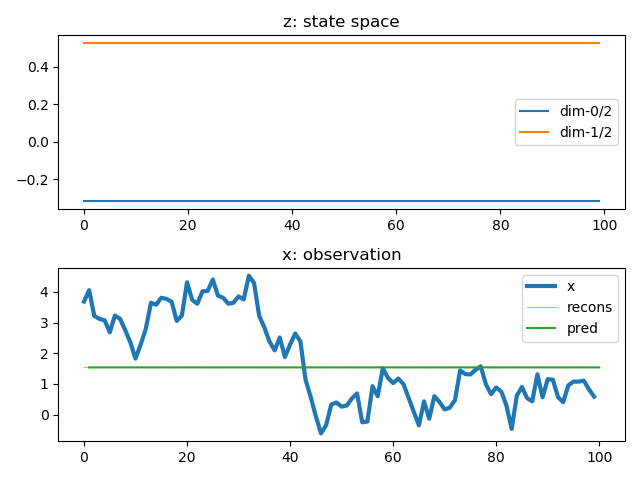 z: state space
0.4
0.2
0.0
−0.2
dim-0/2
dim-1/2
0 20 40 60 80 100
x: observation
4
3
2
1
0
x
recons
pred
0 20 40 60 80 100